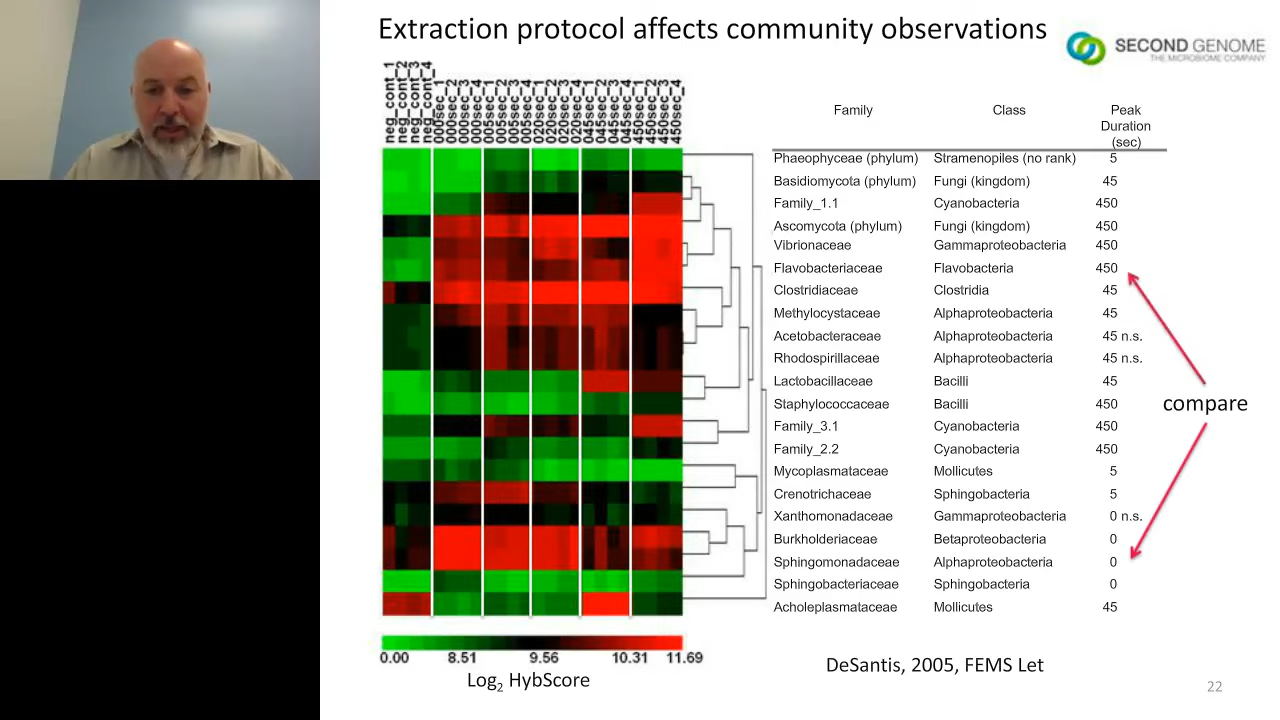 Extraction protocol affects community observations
SECOND GENOME
THE MICROBIOME COMPANY
neg_cont_1
neg_cont_2
neg_cont_3
neg_cont_4
000sec_1
000sec_2
000sec_3
000sec_4
005sec_1
005sec_2
005sec_3
005sec_4
020sec_1
020sec_2
020sec_3
020sec_4
045sec_1
045sec_2
045sec_3
045sec_4
450sec_1
450sec_2
450sec_3
450sec_4
Family Class Peak Duration (sec)
Phaeophyceae (phylum) Stramenopiles (no rank) 5
Basidiomycota (phylum) Fungi (kingdom) 45
Family_1.1 Cyanobacteria 450
Ascomycota (phylum) Fungi (kingdom) 450
Vibrionaceae Gammaproteobacteria 450
Flavobacteriaceae Flavobacteria 450
Clostridiaceae Clostridia 45
Methylocystaceae Alphaproteobacteria 45
Acetobacteraceae Alphaproteobacteria 45 n.s.
Rhodospirillaceae Alphaproteobacteria 45 n.s.
Lactobacillaceae Bacilli 45
Staphylococcaceae Bacilli 450
Family_3.1 Cyanobacteria 450
Family_2.2 Cyanobacteria 450
Mycoplasmataceae Mollicutes 5
Crenotrichaceae Sphingobacteria 5
Xanthomonadaceae Gammaproteobacteria 0 n.s.
Burkholderiaceae Betaproteobacteria 0
Sphingomonadaceae Alphaproteobacteria 0
Sphingobacteriaceae Sphingobacteria 0
Acholeplasmataceae Mollicutes 45
compare
0.00 8.51 9.56 10.31 11.69
Log2 HybScore
DeSantis, 2005, FEMS Let
22